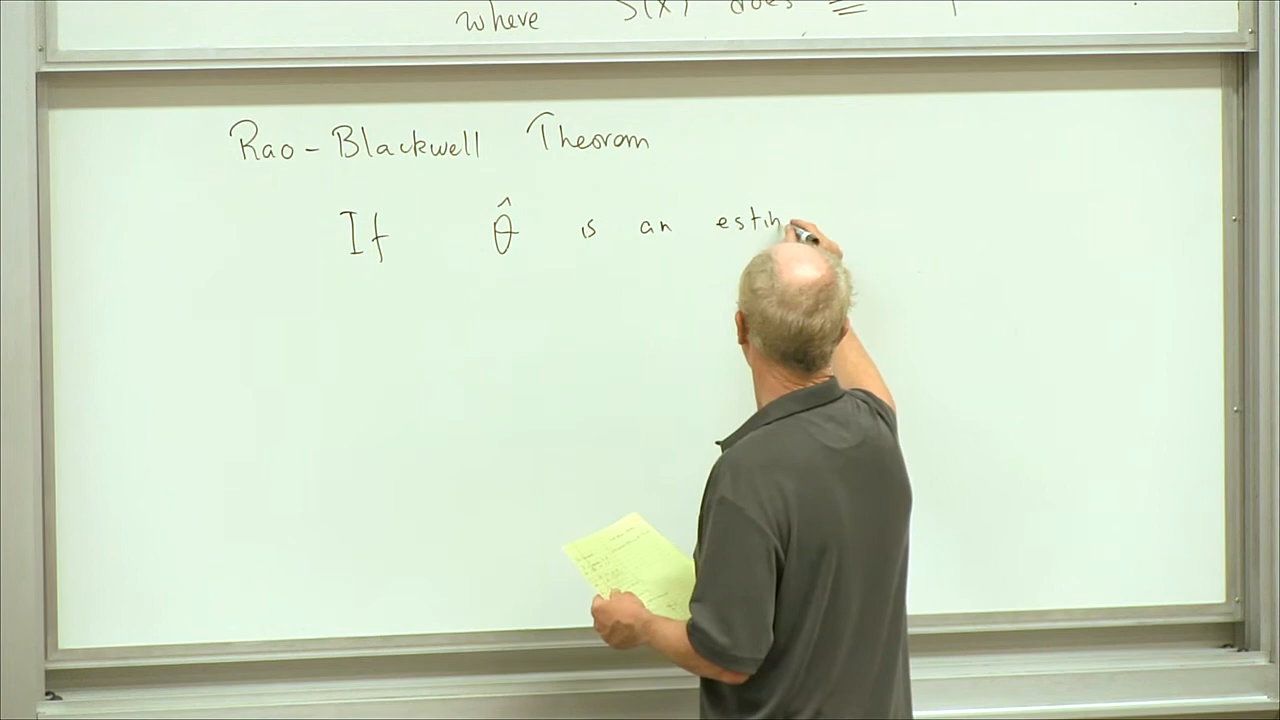 where S(x) does
Rao-Blackwell Theorem
If θ̂ is an estim